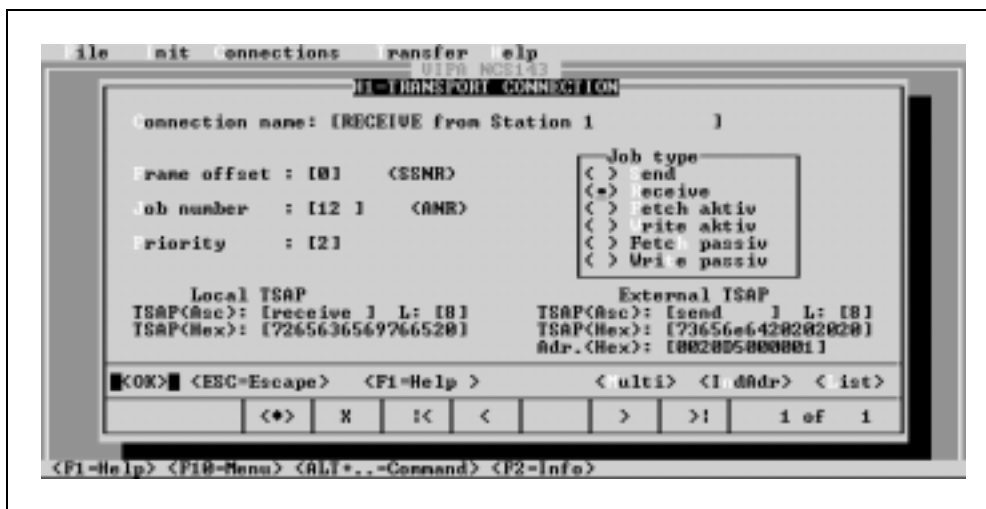 ile nit onnections ransfer elp
VIPA NCS143
H1-TRANSPORT CONNECTION
onnection name: [RECEIVE from Station 1 ]
rame offset : [0] (SSNR)
ob number : [12 ] (ANR)
riority : [2]
Job type
( ) end
(•) eceive
( ) etch aktiv
( ) rite aktiv
( ) Fetc passiv
( ) Wri e passiv
Local TSAP
TSAP(Asc): [receive ] L: [8]
TSAP(Hex): [7265636569766520]
External TSAP
TSAP(Asc): [send ] L: [8]
TSAP(Hex): [73656e6420202020]
Adr.(Hex): [0020D5000001]
<OK> <ESC=Escape> <F1=Help > < ulti> <I dAdr> < ist>
<•> X |< < > >| 1 of 1
<F1=Help> <F10=Menu> <ALT+..=Command> <F2=Info>